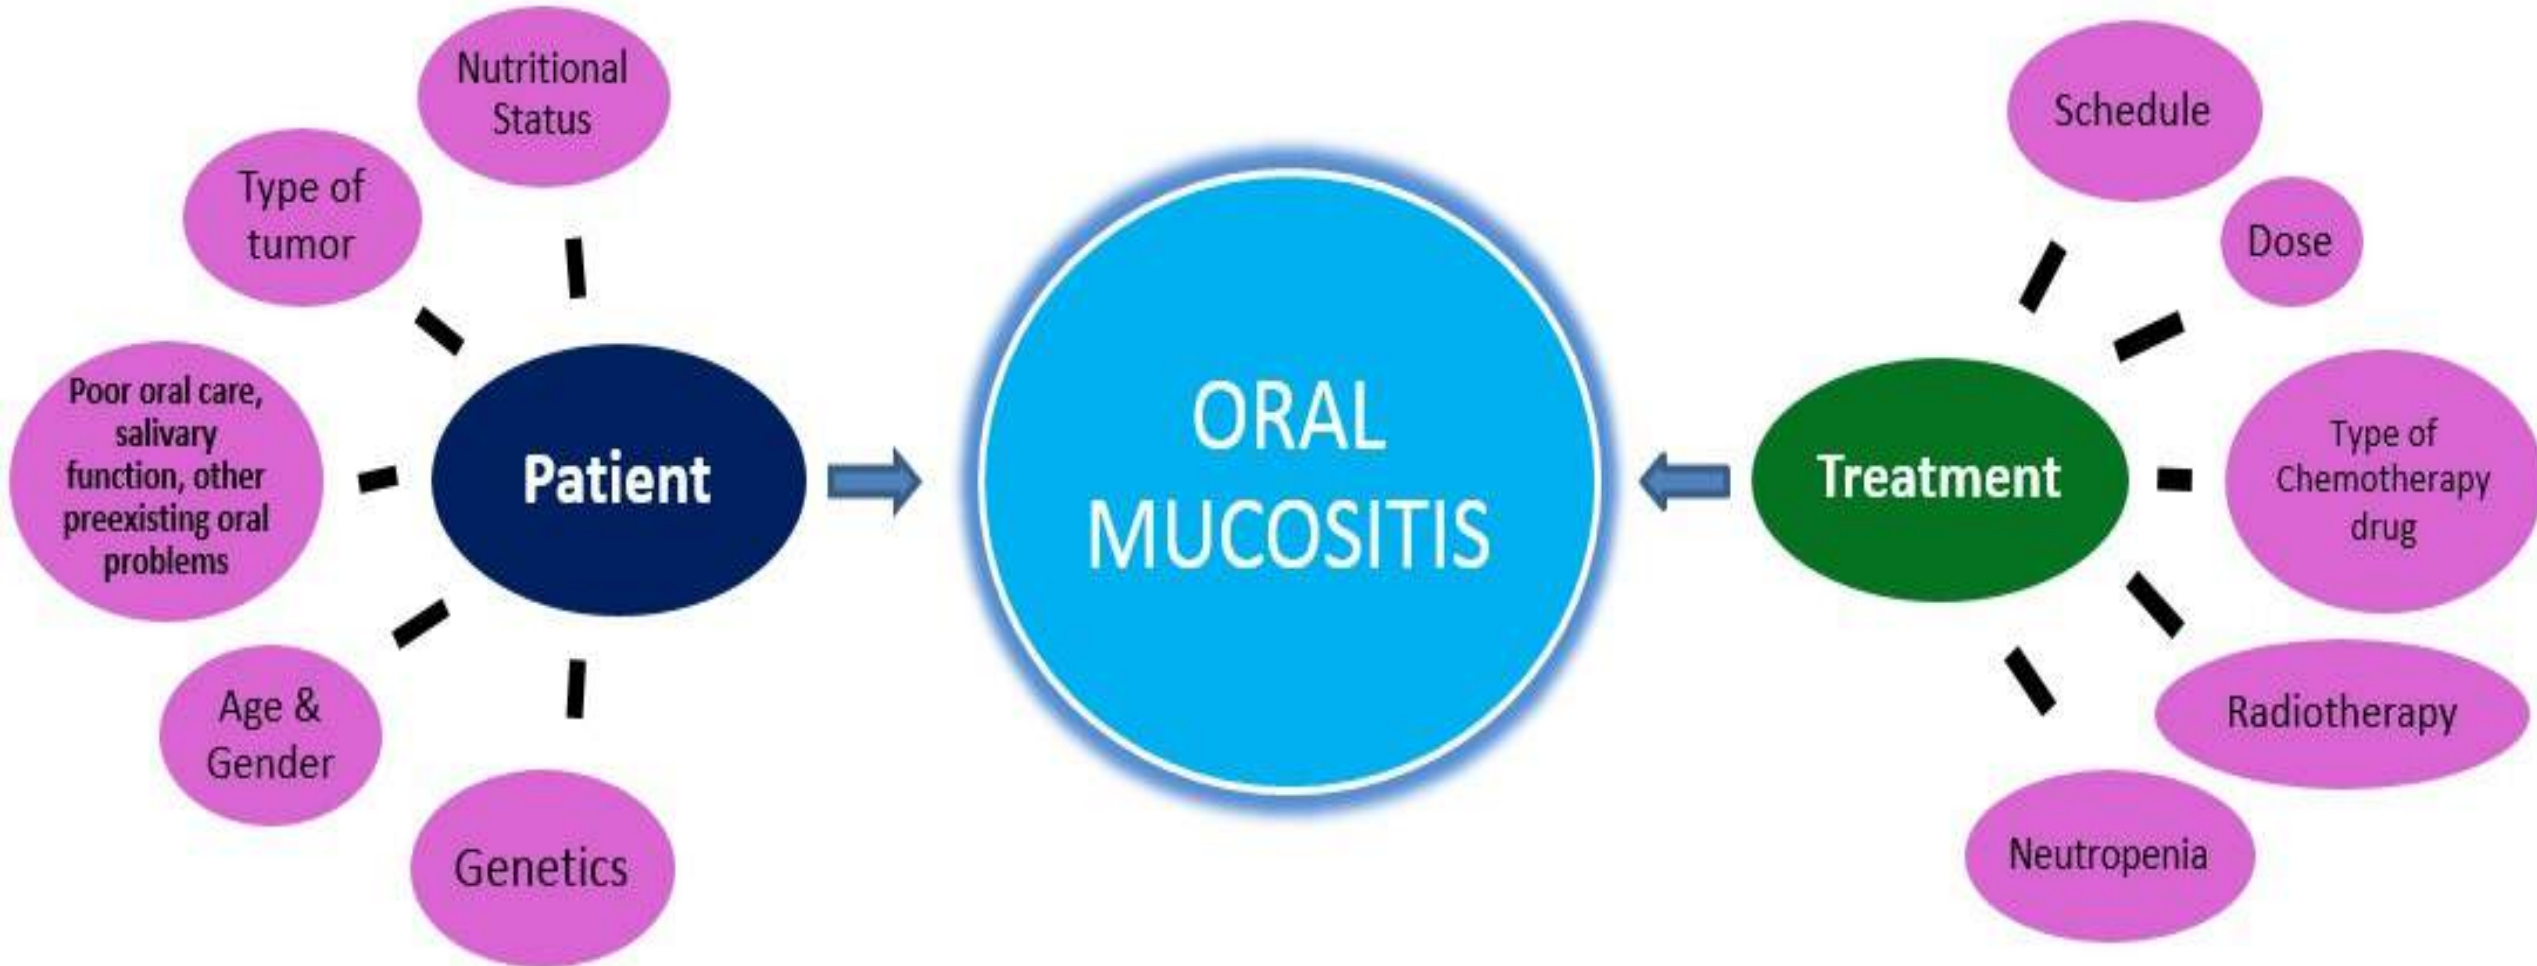 Nutritional
Status
Type of
tumor
Poor oral care,
salivary
function, other
preexisting oral
problems
Age &
Gender
Genetics
Patient
ORAL
MUCOSITIS
Treatment
Schedule
Dose
Type of
Chemotherapy
drug
Radiotherapy
Neutropenia